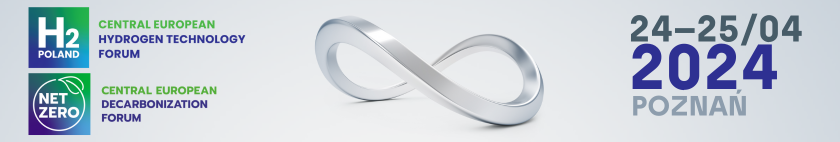 H2
POLAND
CENTRAL EUROPEAN
HYDROGEN TECHNOLOGY
FORUM
NET
ZERO
CENTRAL EUROPEAN
DECARBONIZATION
FORUM
24–25/04
2024
POZNAŃ